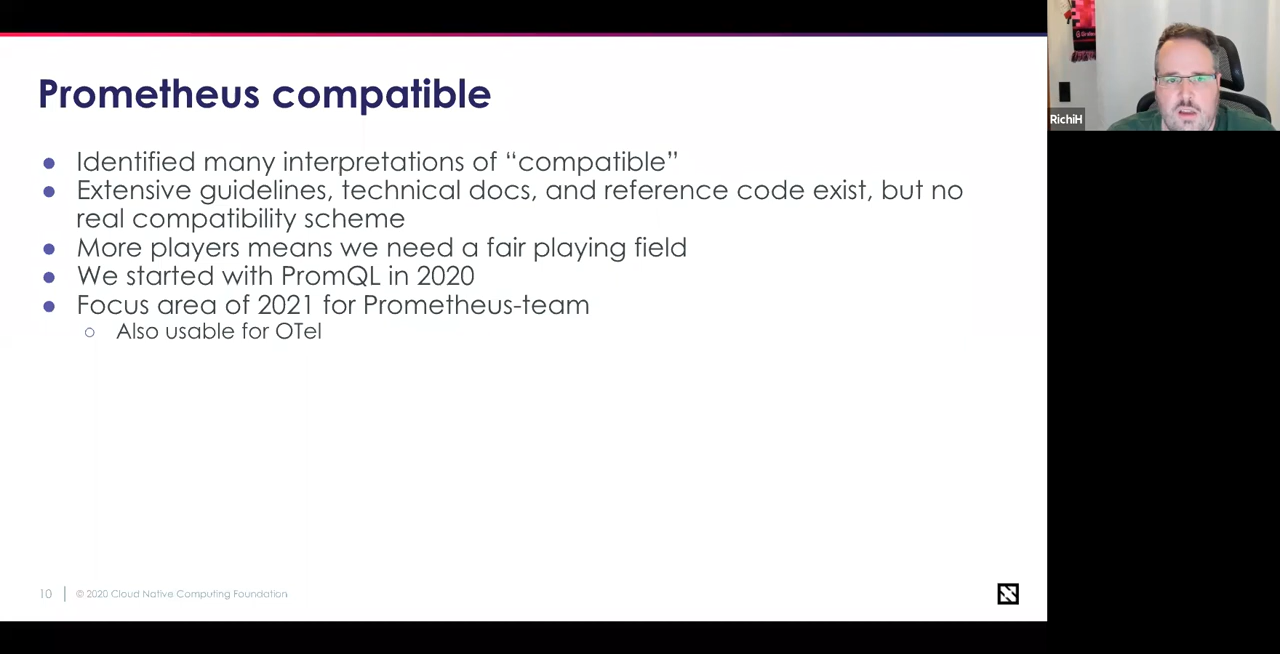 Prometheus compatible
● Identified many interpretations of “compatible”
● Extensive guidelines, technical docs, and reference code exist, but no
real compatibility scheme
● More players means we need a fair playing field
● We started with PromQL in 2020
● Focus area of 2021 for Prometheus-team
○ Also usable for OTel
10 | © 2020 Cloud Native Computing Foundation
RichiH